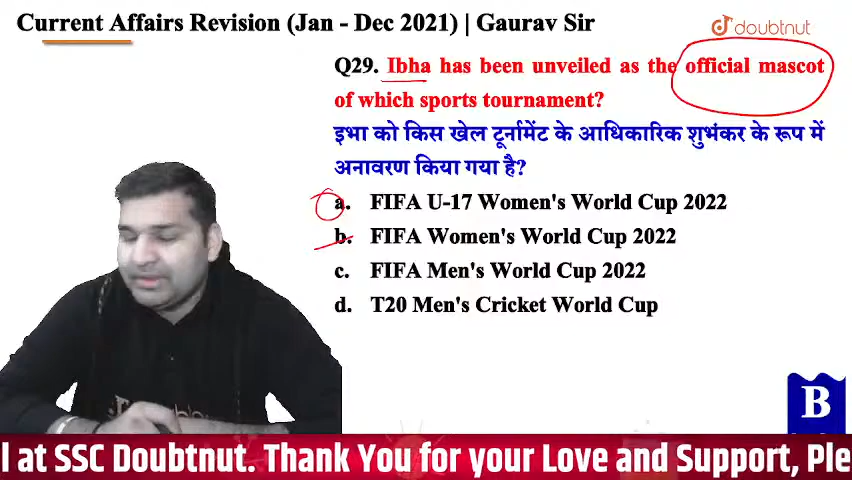 Current Affairs Revision (Jan - Dec 2021) | Gaurav Sir
doubtnut
Q29. Ibha has been unveiled as the official mascot
of which sports tournament?
इभा को किस खेल टूर्नामेंट के आधिकारिक शुभंकर के रूप में
अनावरण किया गया है?
a. FIFA U-17 Women's World Cup 2022
b. FIFA Women's World Cup 2022
c. FIFA Men's World Cup 2022
d. T20 Men's Cricket World Cup
B
l at SSC Doubtnut. Thank You for your Love and Support, Ple